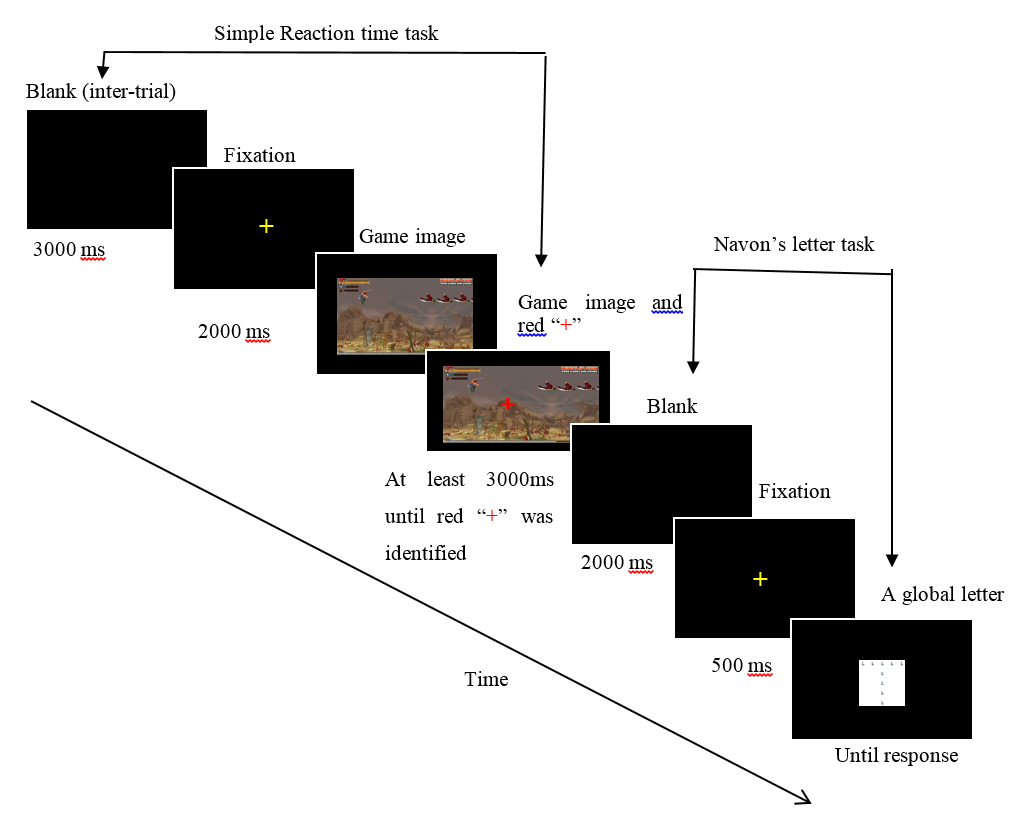 Simple Reaction time task
Blank (inter-trial)
Fixation
3000 ms
Game image
Navon’s letter task
2000 ms
Game image and
red “+”
Blank
At least 3000ms
until red “+” was
identified
Fixation
2000 ms
A global letter
500 ms
L L L L L
L
L
L
L
Time
Until response